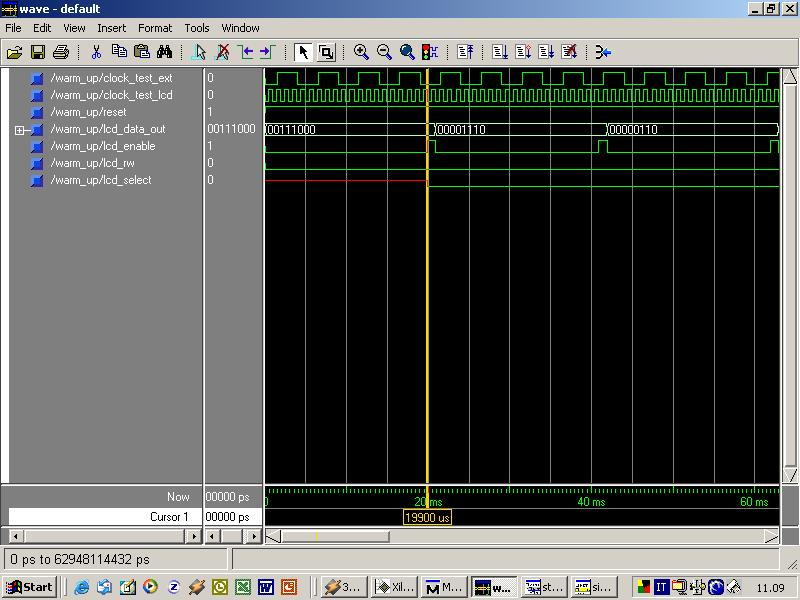 wave - default
File Edit View Insert Format Tools Window
/warm_up/clock_test_ext 0
/warm_up/clock_test_lcd 0
/warm_up/reset 1
/warm_up/lcd_data_out 00111000 00111000 00001110 00000110
/warm_up/lcd_enable 1
/warm_up/lcd_rw 0
/warm_up/lcd_select 0
Now 00000 ps 0 20 ms 40 ms 60 ms
Cursor 1 00000 ps 19900 us
0 ps to 62948114432 ps
Start 3... Xil... M... w... st... si... IT 11.09